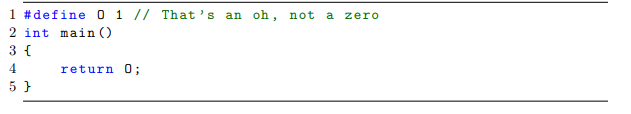 1 #define O 1 // That's an oh, not a zero
2 int main()
3 {
4     return O;
5 }